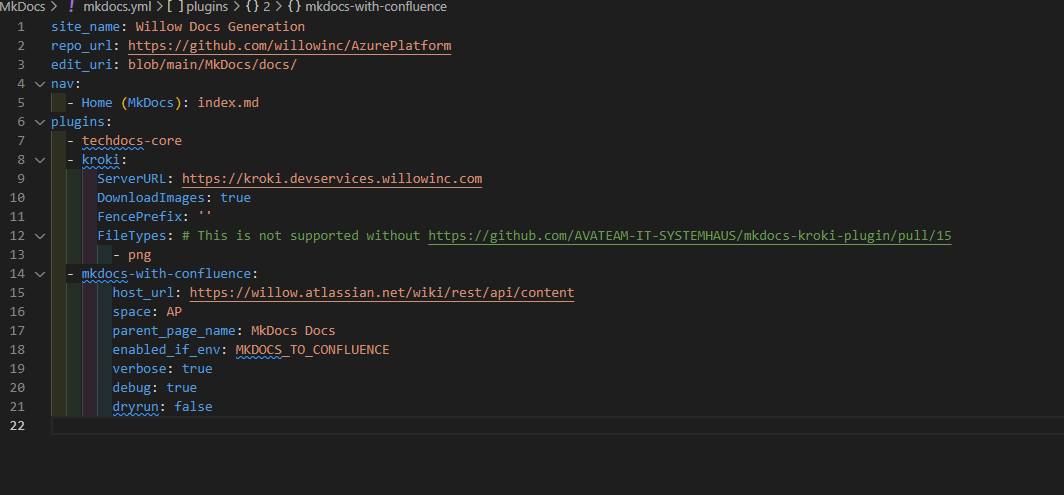 MkDocs > ! mkdocs.yml > [ ] plugins > {} 2 > {} mkdocs-with-confluence
1 site_name: Willow Docs Generation
2 repo_url: https://github.com/willowinc/AzurePlatform
3 edit_uri: blob/main/MkDocs/docs/
4 nav:
5   - Home (MkDocs): index.md
6 plugins:
7   - techdocs-core
8   - kroki:
9       ServerURL: https://kroki.devservices.willowinc.com
10       DownloadImages: true
11       FencePrefix: ''
12       FileTypes: # This is not supported without https://github.com/AVATEAM-IT-SYSTEMHAUS/mkdocs-kroki-plugin/pull/15
13         - png
14   - mkdocs-with-confluence:
15         host_url: https://willow.atlassian.net/wiki/rest/api/content
16         space: AP
17         parent_page_name: MkDocs Docs
18         enabled_if_env: MKDOCS_TO_CONFLUENCE
19         verbose: true
20         debug: true
21         dryrun: false
22